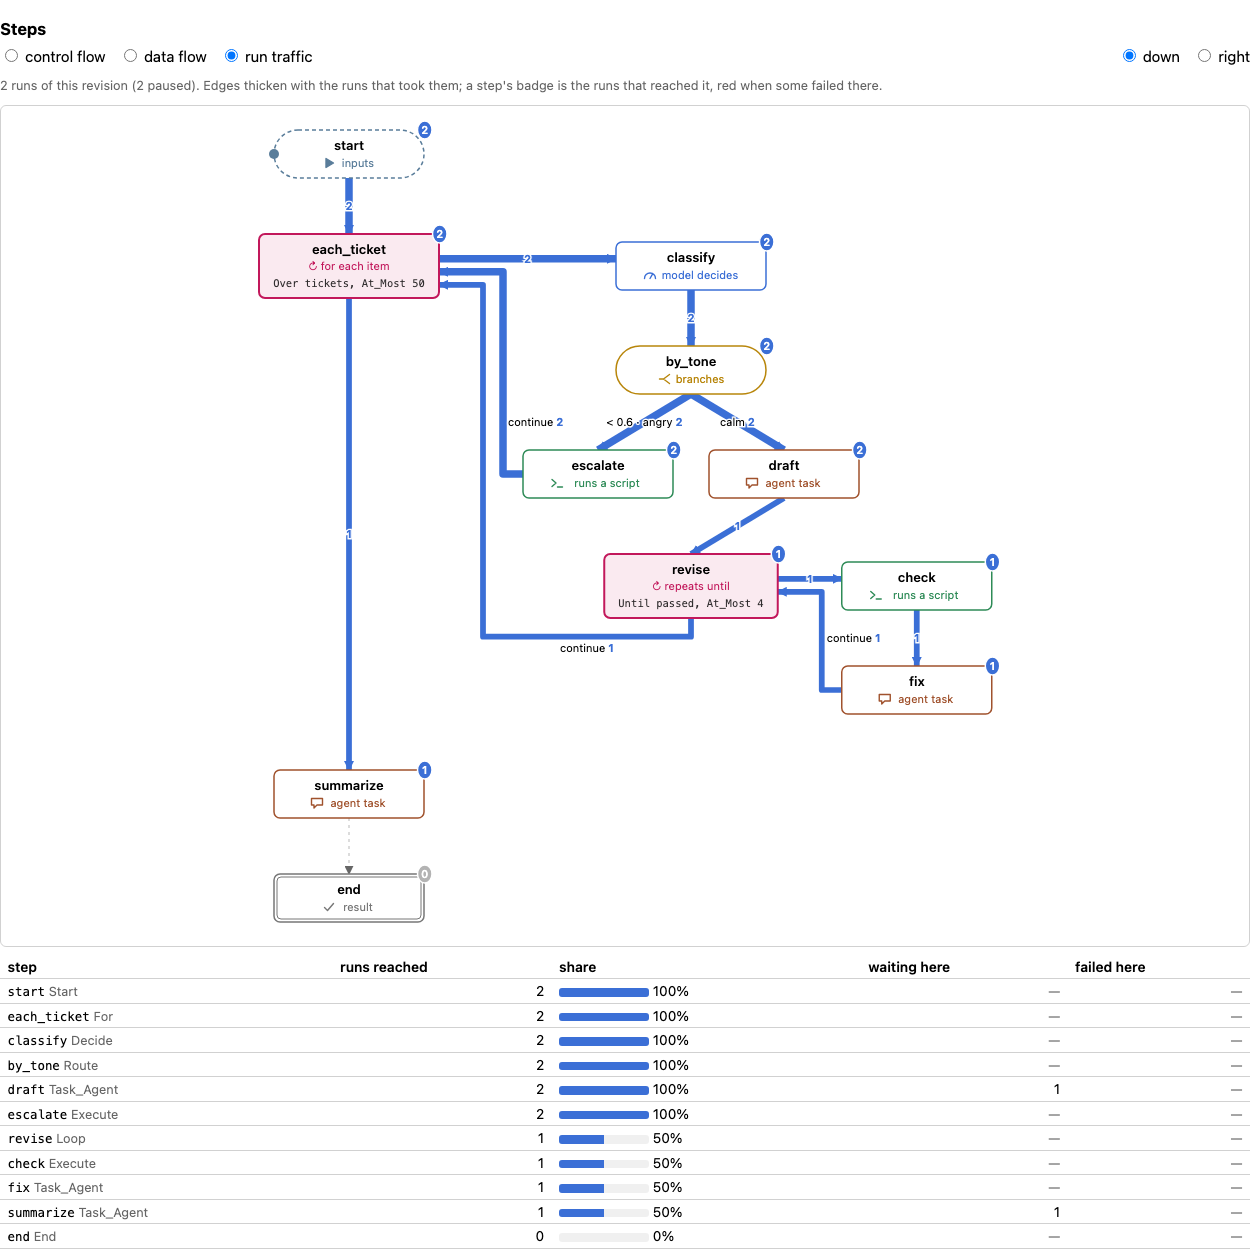 Steps
control flow data flow run traffic down right
2 runs of this revision (2 paused). Edges thicken with the runs that took them; a step's badge is the runs that reached it, red when some failed there.
2
start
inputs
2
2
each_ticket
for each item
Over tickets, At_Most 50
2
2
classify
model decides
2
2
by_tone
branches
continue 2
< 0.6 · angry 2
calm 2
2
escalate
runs a script
2
draft
agent task
1
1
revise
repeats until
Until passed, At_Most 4
1
1
check
runs a script
continue 1
1
continue 1
1
fix
agent task
1
1
summarize
agent task
0
end
result
step runs reached share waiting here failed here
start Start 2 100% — —
each_ticket For 2 100% — —
classify Decide 2 100% — —
by_tone Route 2 100% — —
draft Task_Agent 2 100% 1 —
escalate Execute 2 100% — —
revise Loop 1 50% — —
check Execute 1 50% — —
fix Task_Agent 1 50% — —
summarize Task_Agent 1 50% 1 —
end End 0 0% — —